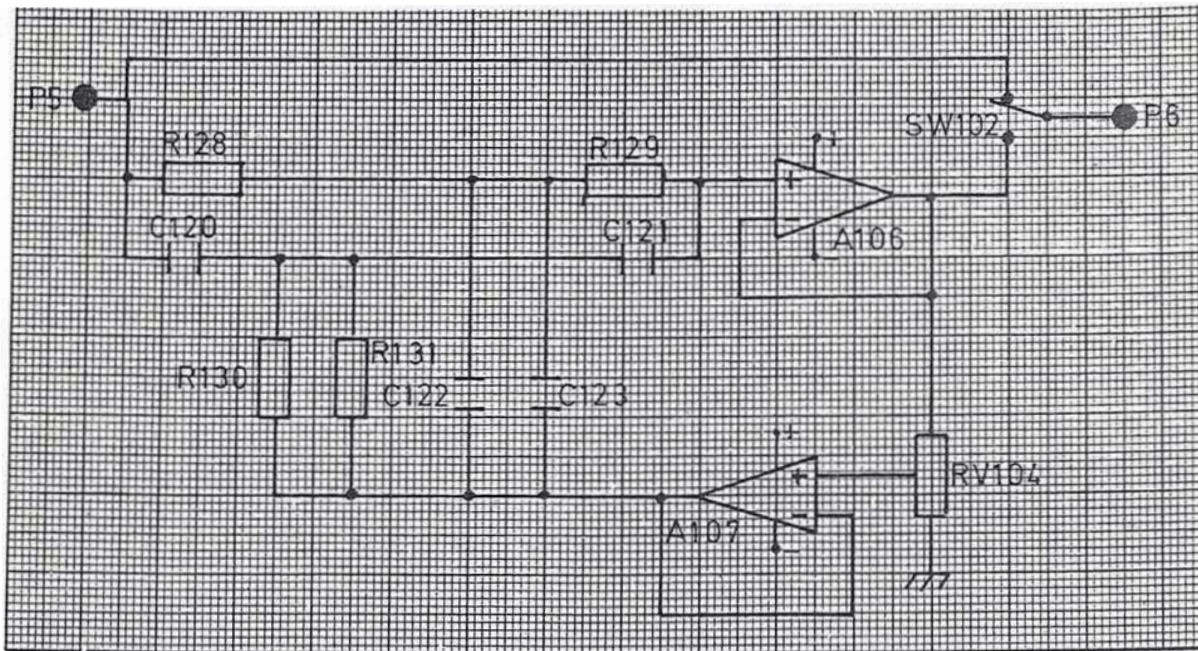 P5
P6
SW102
R128
R129
+
+
C120
C121
-
A106
-
R130
R131
C122
C123
+
+
RV104
-
A107
-